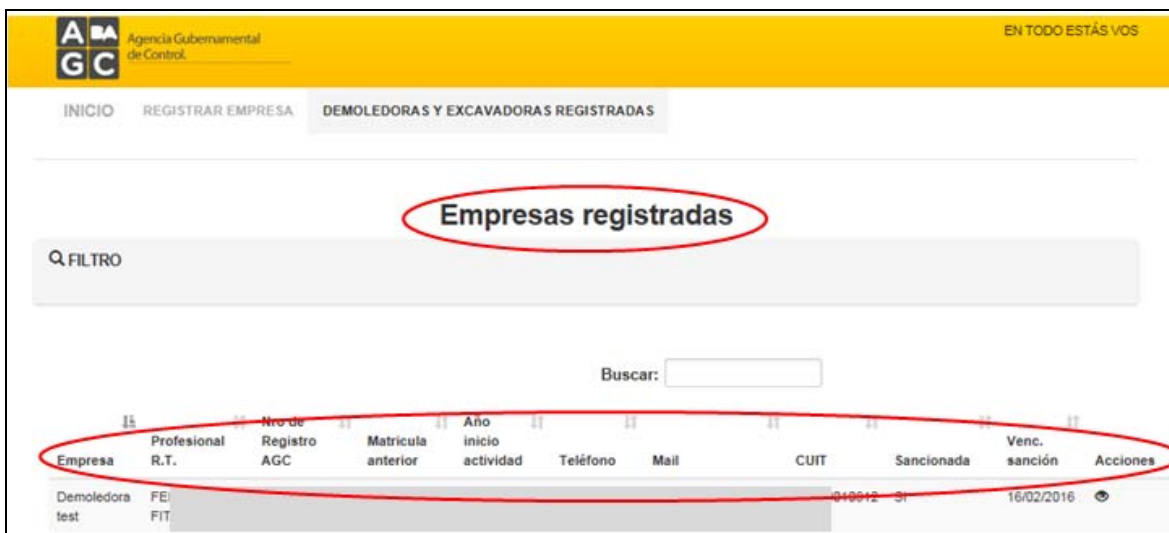 A BA
GC
Agencia Gubernamental
de Control.
EN TODO ESTÁS VOS
INICIO REGISTRAR EMPRESA DEMOLEDORAS Y EXCAVADORAS REGISTRADAS
Empresas registradas
FILTRO
Buscar:
Empresa Profesional R.T. Nro de Registro AGC Matricula anterior Año inicio actividad Teléfono Mail CUIT Sancionada Venc. sanción Acciones
Demoledora test SI 16/02/2016